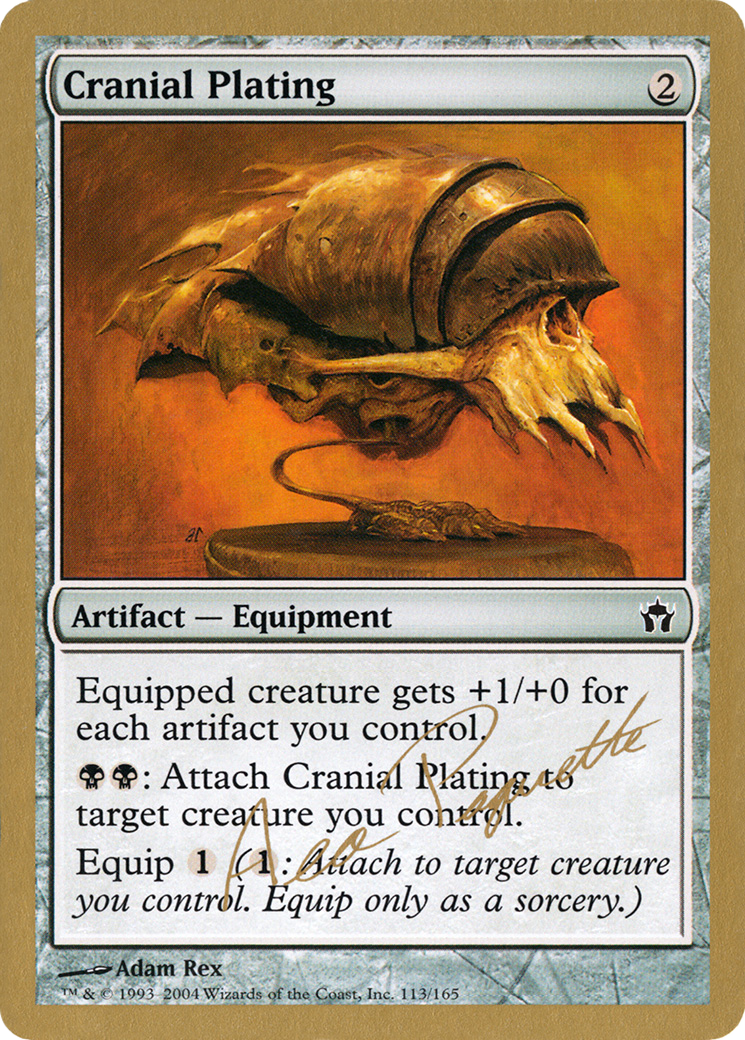 Cranial Plating 2
Artifact — Equipment
Equipped creature gets +1/+0 for
each artifact you control.
: Attach Cranial Plating to
target creature you control.
Equip 1 (1: Attach to target creature
you control. Equip only as a sorcery.)
Aeo Paquette
Adam Rex
™ & © 1993–2004 Wizards of the Coast, Inc. 113/165